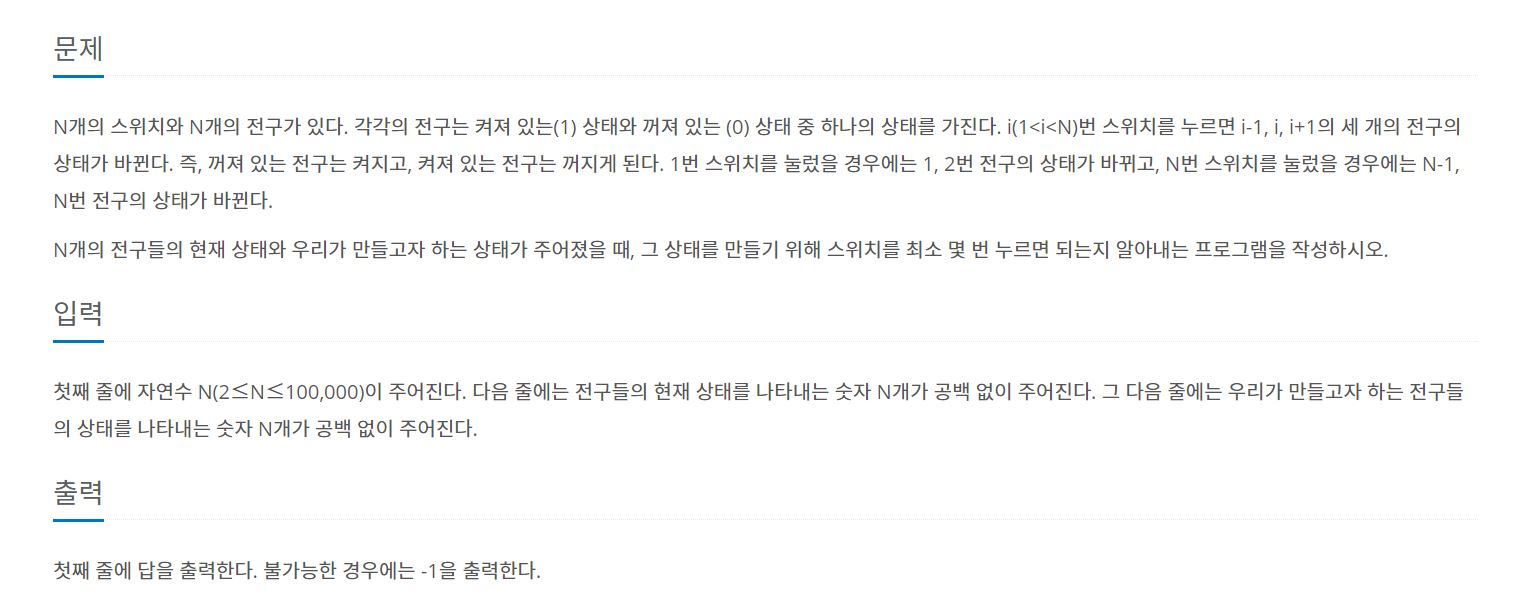 문제
N개의 스위치와 N개의 전구가 있다. 각각의 전구는 켜져 있는(1) 상태와 꺼져 있는 (0) 상태 중 하나의 상태를 가진다. i(1<i<N)번 스위치를 누르면 i-1, i, i+1의 세 개의 전구의
상태가 바뀐다. 즉, 꺼져 있는 전구는 켜지고, 켜져 있는 전구는 꺼지게 된다. 1번 스위치를 눌렀을 경우에는 1, 2번 전구의 상태가 바뀌고, N번 스위치를 눌렀을 경우에는 N-1,
N번 전구의 상태가 바뀐다.
N개의 전구들의 현재 상태와 우리가 만들고자 하는 상태가 주어졌을 때, 그 상태를 만들기 위해 스위치를 최소 몇 번 누르면 되는지 알아내는 프로그램을 작성하시오.
입력
첫째 줄에 자연수 N(2≤N≤100,000)이 주어진다. 다음 줄에는 전구들의 현재 상태를 나타내는 숫자 N개가 공백 없이 주어진다. 그 다음 줄에는 우리가 만들고자 하는 전구들
의 상태를 나타내는 숫자 N개가 공백 없이 주어진다.
출력
첫째 줄에 답을 출력한다. 불가능한 경우에는 -1을 출력한다.